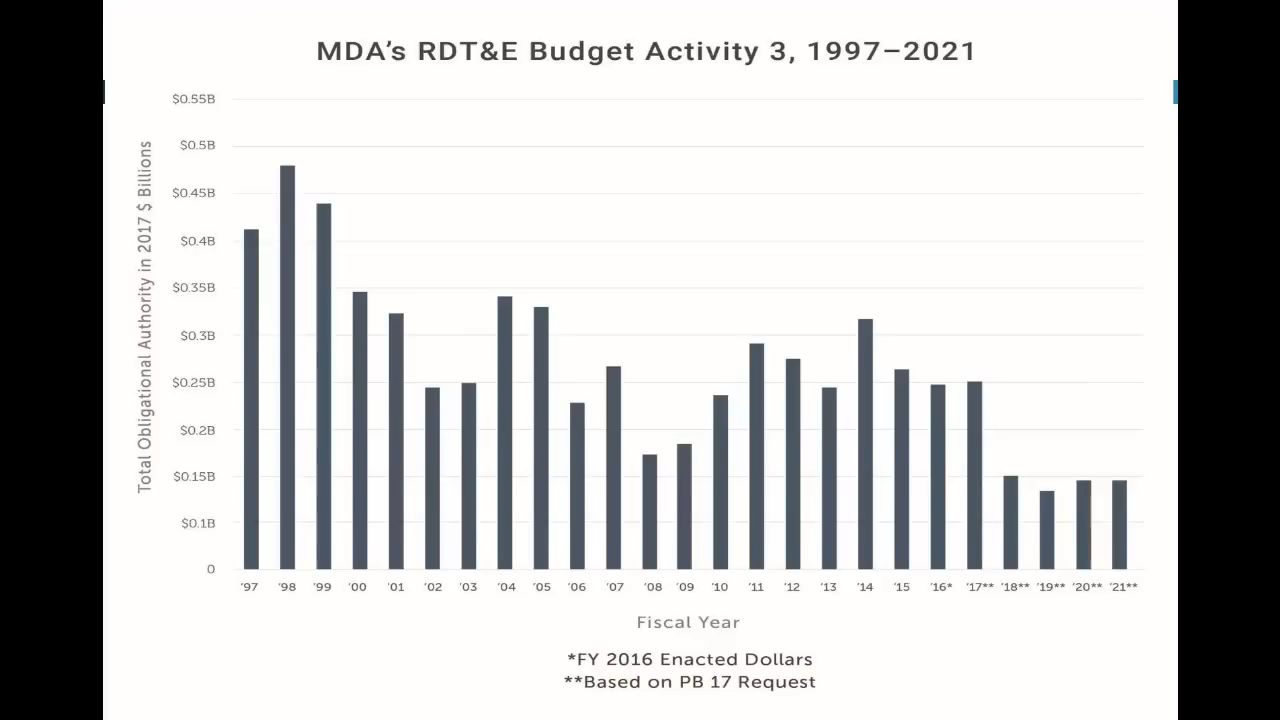 MDA’s RDT&E Budget Activity 3, 1997–2021
Total Obligational Authority in 2017 $ Billions
$0.55B
$0.5B
$0.45B
$0.4B
$0.35B
$0.3B
$0.25B
$0.2B
$0.15B
$0.1B
0
’97 ’98 ’99 ’00 ’01 ’02 ’03 ’04 ’05 ’06 ’07 ’08 ’09 ’10 ’11 ’12 ’13 ’14 ’15 ’16* ’17** ’18** ’19** ’20** ’21**
Fiscal Year
*FY 2016 Enacted Dollars
**Based on PB 17 Request